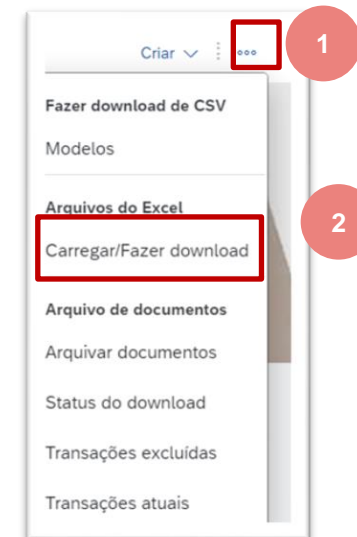 Criar
1
Fazer download de CSV
Modelos
Arquivos do Excel
Carregar/Fazer download
2
Arquivo de documentos
Arquivar documentos
Status do download
Transações excluídas
Transações atuais